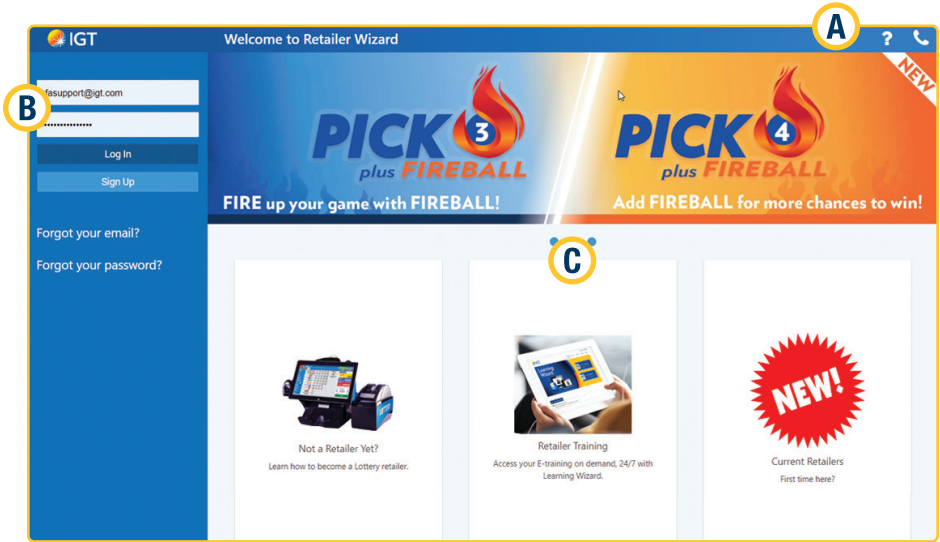 A
IGT
Welcome to Retailer Wizard
?
NEW
B
fasupport@igt.com
Log In
Sign Up
Forgot your email?
Forgot your password?
PICK 3
plus FIREBALL
FIRE up your game with FIREBALL!
PICK 4
plus FIREBALL
Add FIREBALL for more chances to win!
C
Not a Retailer Yet?
Learn how to become a Lottery retailer.
Learning
Wizard
Retailer Training
Access your E-training on demand, 24/7 with
Learning Wizard.
NEW!
Current Retailers
First time here?